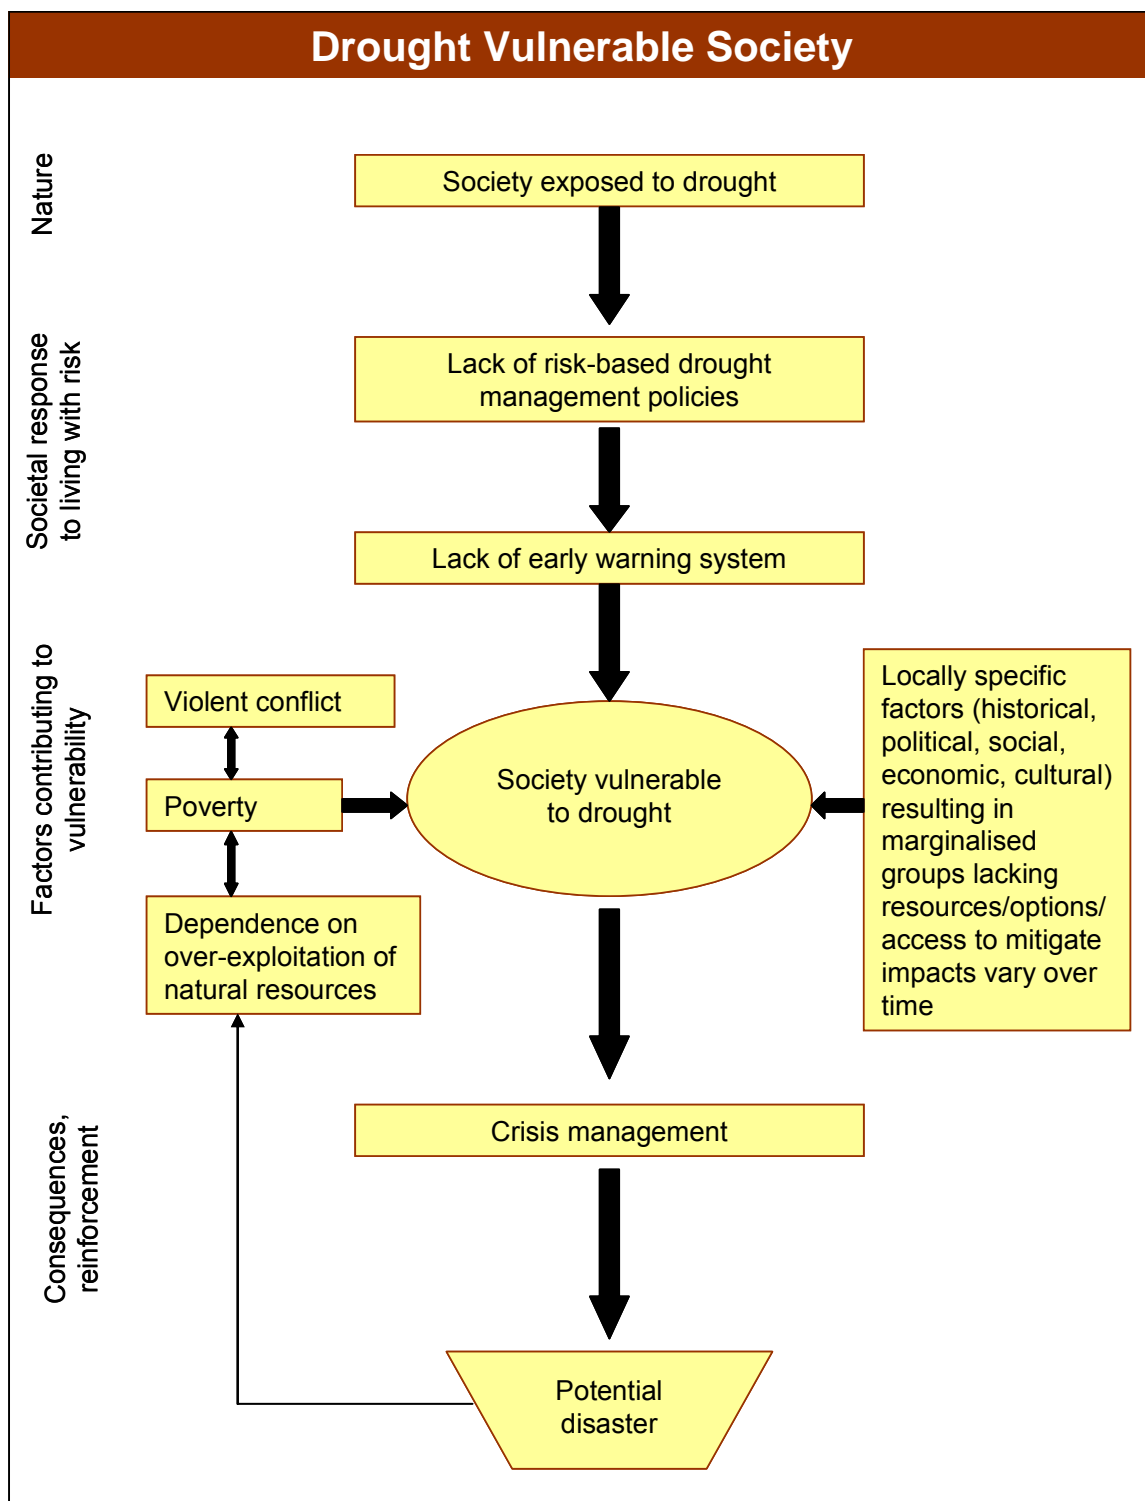 Drought Vulnerable Society
Nature
Society exposed to drought
Societal response
to living with risk
Lack of risk-based drought
management policies
Lack of early warning system
Factors contributing to
vulnerability
Violent conflict
Poverty
Dependence on
over-exploitation of
natural resources
Society vulnerable
to drought
Locally specific
factors (historical,
political, social,
economic, cultural)
resulting in
marginalised
groups lacking
resources/options/
access to mitigate
impacts vary over
time
Consequences,
reinforcement
Crisis management
Potential
disaster